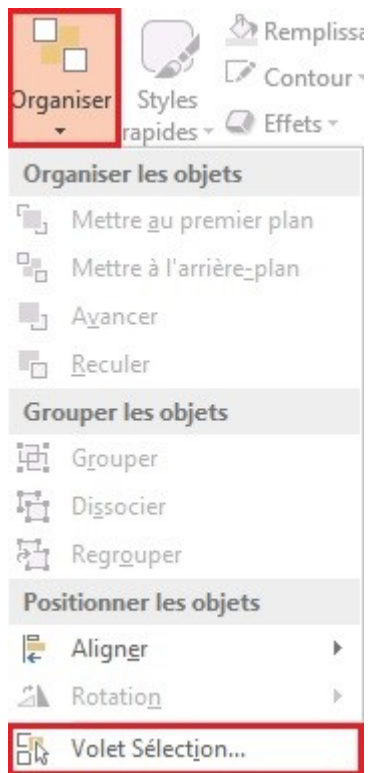 Organiser
Styles
rapides
Contour
Effets
Organiser les objets
Mettre au premier plan
Mettre à l'arrière-plan
Avancer
Reculer
Grouper les objets
Grouper
Dissocier
Regrouper
Positionner les objets
Aligner
Rotation
Volet Sélection...